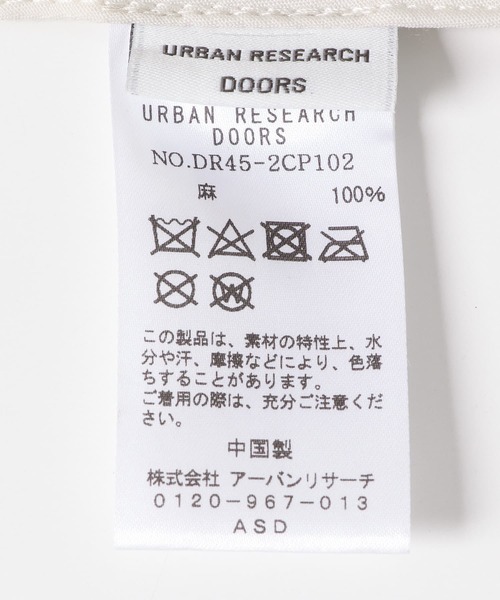 URBAN RESEARCH
DOORS
URBAN RESEARCH
DOORS
NO.DR45-2CP102
麻 100%
この製品は、素材の特性上、水
分や汗、摩擦などにより、色落
ちすることがあります。
ご着用の際は、充分ご注意くだ
さい。
中国製
株式会社 アーバンリサーチ
0120-967-013
ASD